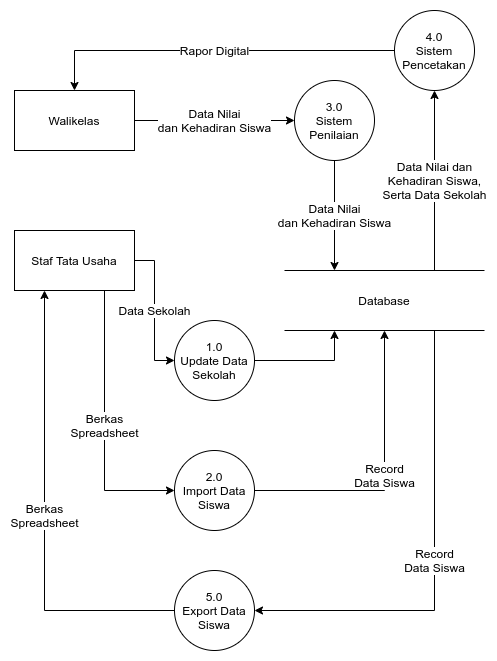 4.0
Sistem
Pencetakan
Rapor Digital
Walikelas
Data Nilai
dan Kehadiran Siswa
3.0
Sistem
Penilaian
Data Nilai dan
Kehadiran Siswa,
Serta Data Sekolah
Data Nilai
dan Kehadiran Siswa
Staf Tata Usaha
Data Sekolah
Database
1.0
Update Data
Sekolah
Berkas
Spreadsheet
2.0
Import Data
Siswa
Record
Data Siswa
Berkas
Spreadsheet
Record
Data Siswa
5.0
Export Data
Siswa